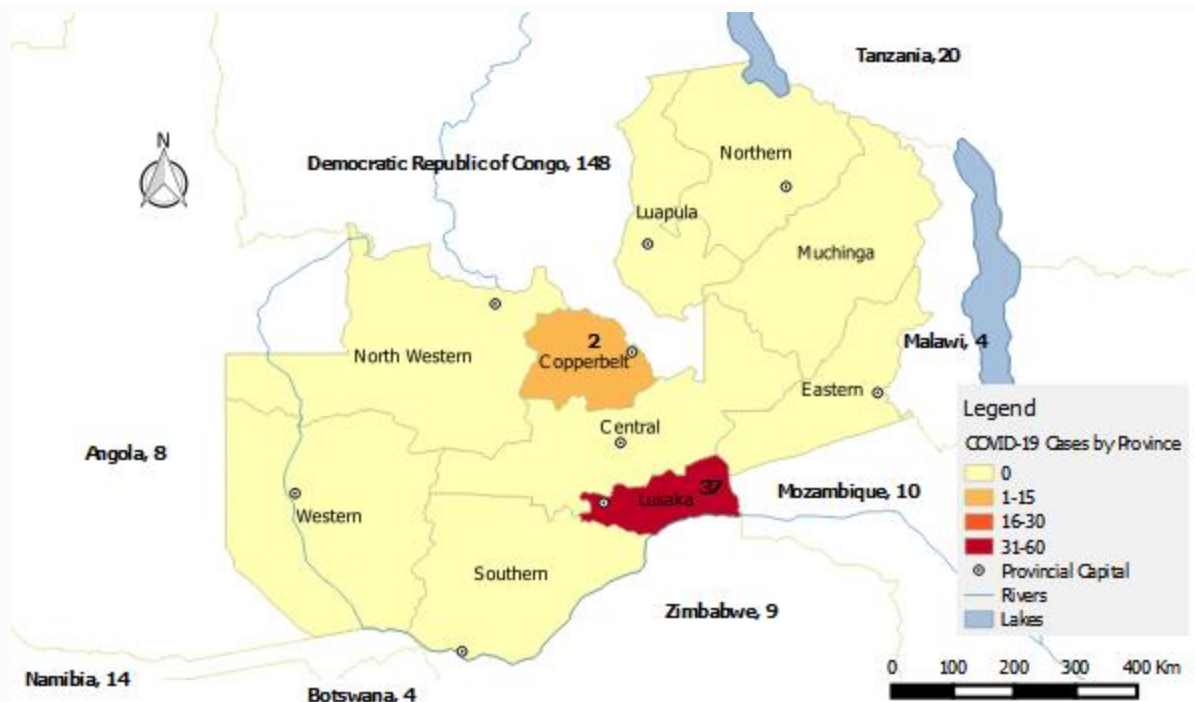 Tanzania, 20
N
Northern
Democratic Republic of Congo, 148
Luapula
Muchinga
2
Copperbelt
North Western
Malawi, 4
Eastern
Central
Angola, 8
37
Lusaka
Mozambique, 10
Western
Southern
Zimbabwe, 9
Namibia, 14
Botswana, 4
Legend
COVID-19 Cases by Province
0
1-15
16-30
31-60
Provincial Capital
Rivers
Lakes
0 100 200 300 400 Km